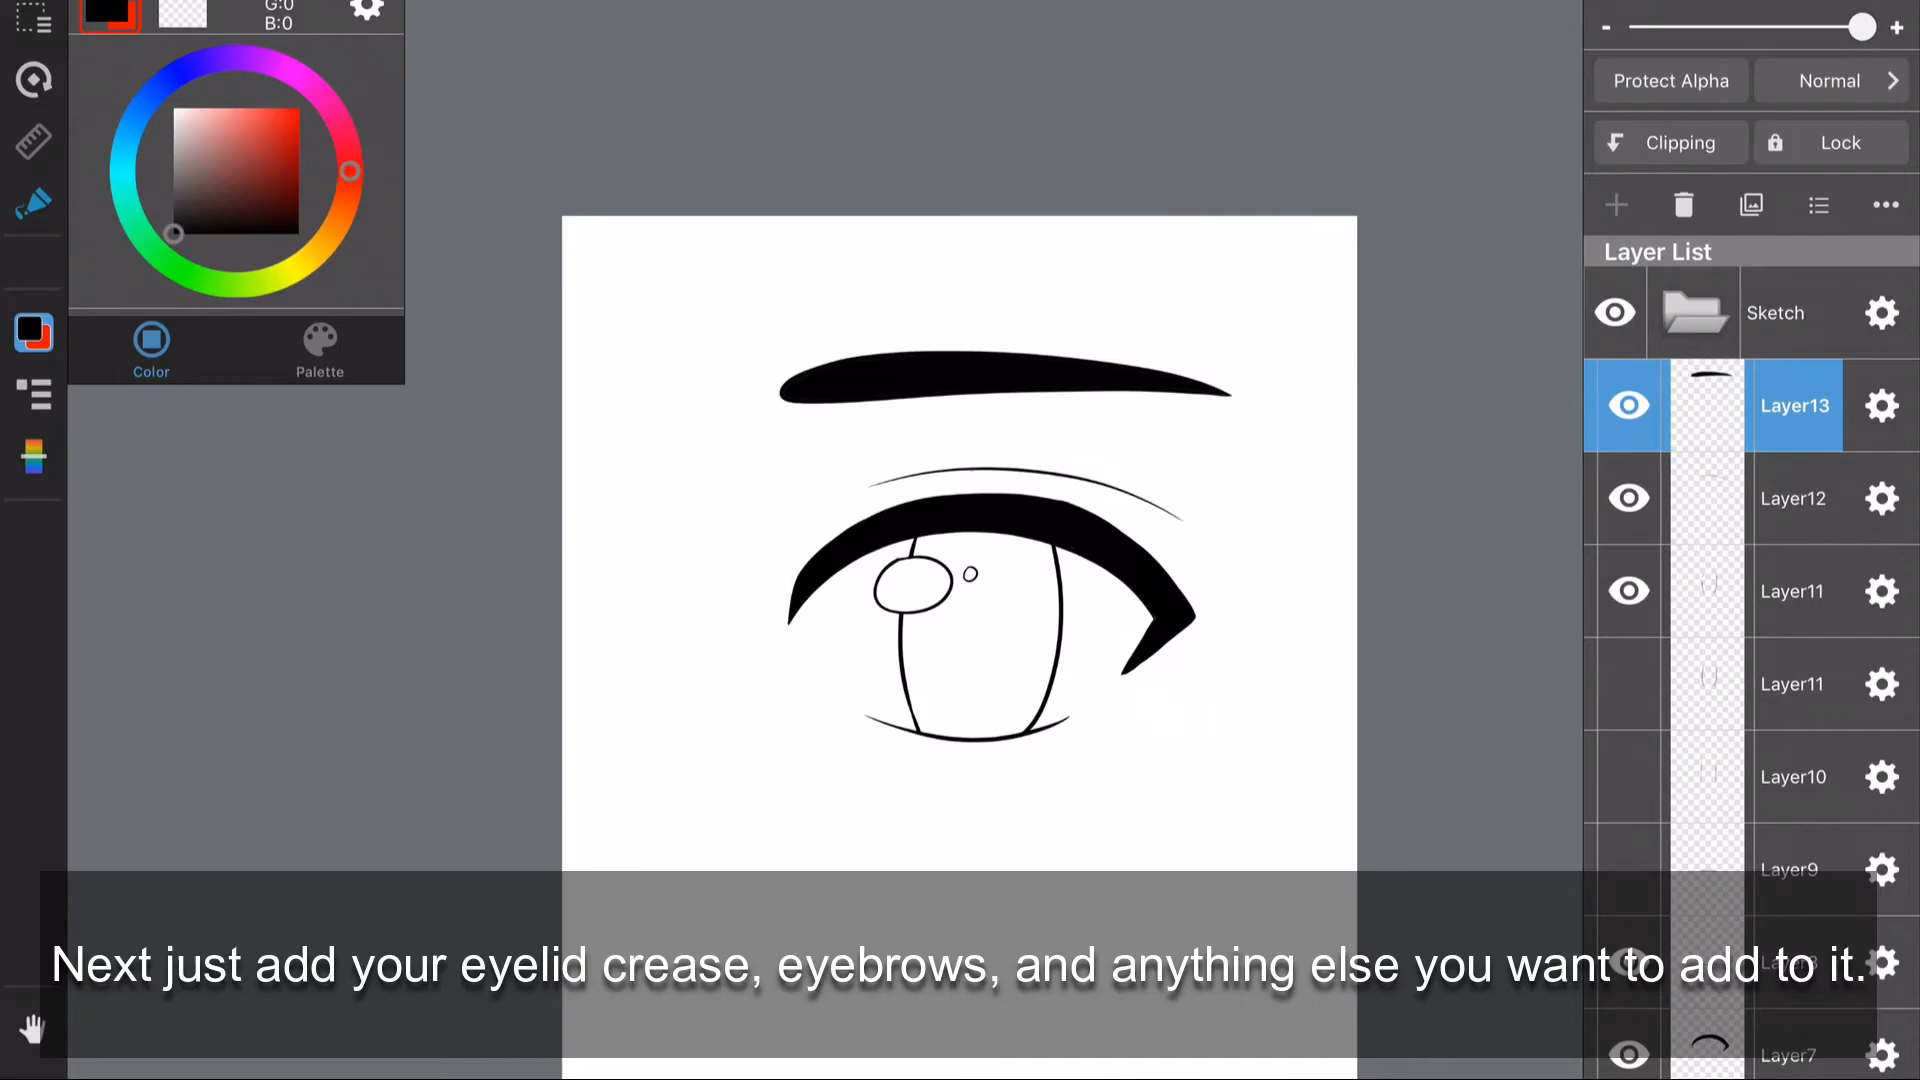 G:0
B:0
Color
Palette
Protect Alpha
Normal
Clipping
Lock
Layer List
Sketch
Layer13
Layer12
Layer11
Layer11
Layer10
Layer9
Layer7
Next just add your eyelid crease, eyebrows, and anything else you want to add to it.